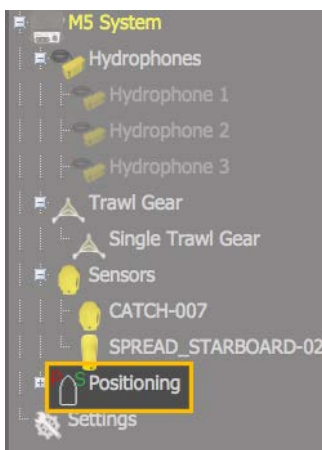 M5 System
Hydrophones
Hydrophone 1
Hydrophone 2
Hydrophone 3
Trawl Gear
Single Trawl Gear
Sensors
CATCH-007
SPREAD_STARBOARD-02
S Positioning
Settings